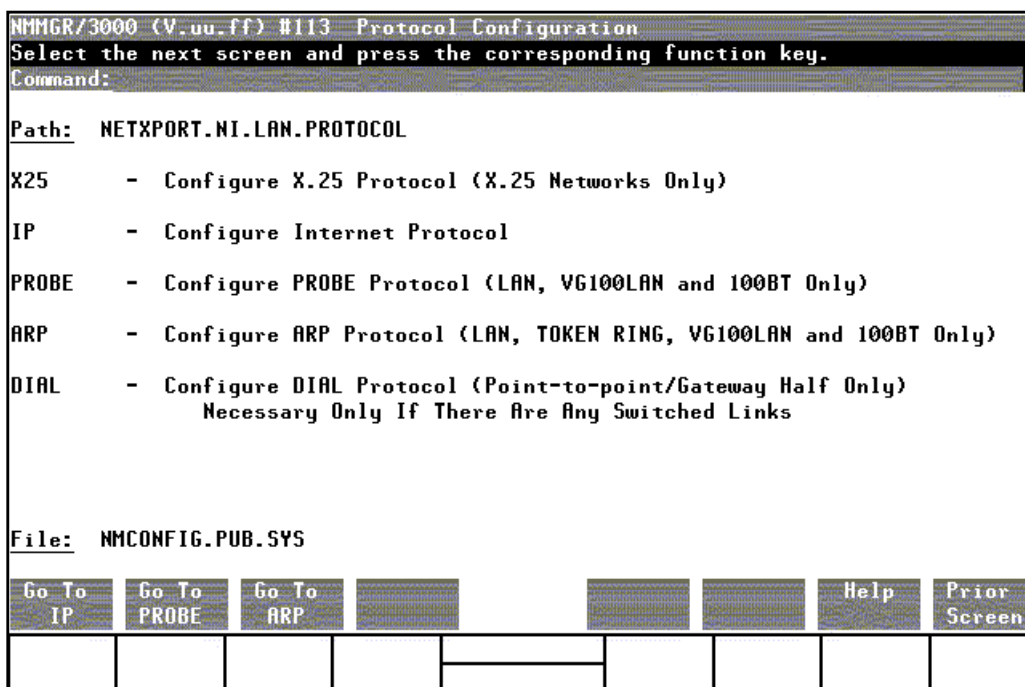 NMMGR/3000 (V.uu.ff) #113  Protocol Configuration
Select the next screen and press the corresponding function key.
Command:
Path:  NETXPORT.NI.LAN.PROTOCOL
X25      -  Configure X.25 Protocol (X.25 Networks Only)
IP       -  Configure Internet Protocol
PROBE    -  Configure PROBE Protocol (LAN, VG100LAN and 100BT Only)
ARP      -  Configure ARP Protocol (LAN, TOKEN RING, VG100LAN and 100BT Only)
DIAL     -  Configure DIAL Protocol (Point-to-point/Gateway Half Only)
Necessary Only If There Are Any Switched Links
File:  NMCONFIG.PUB.SYS
Go To    Go To    Go To    Help    Prior
IP    PROBE    ARP    Screen